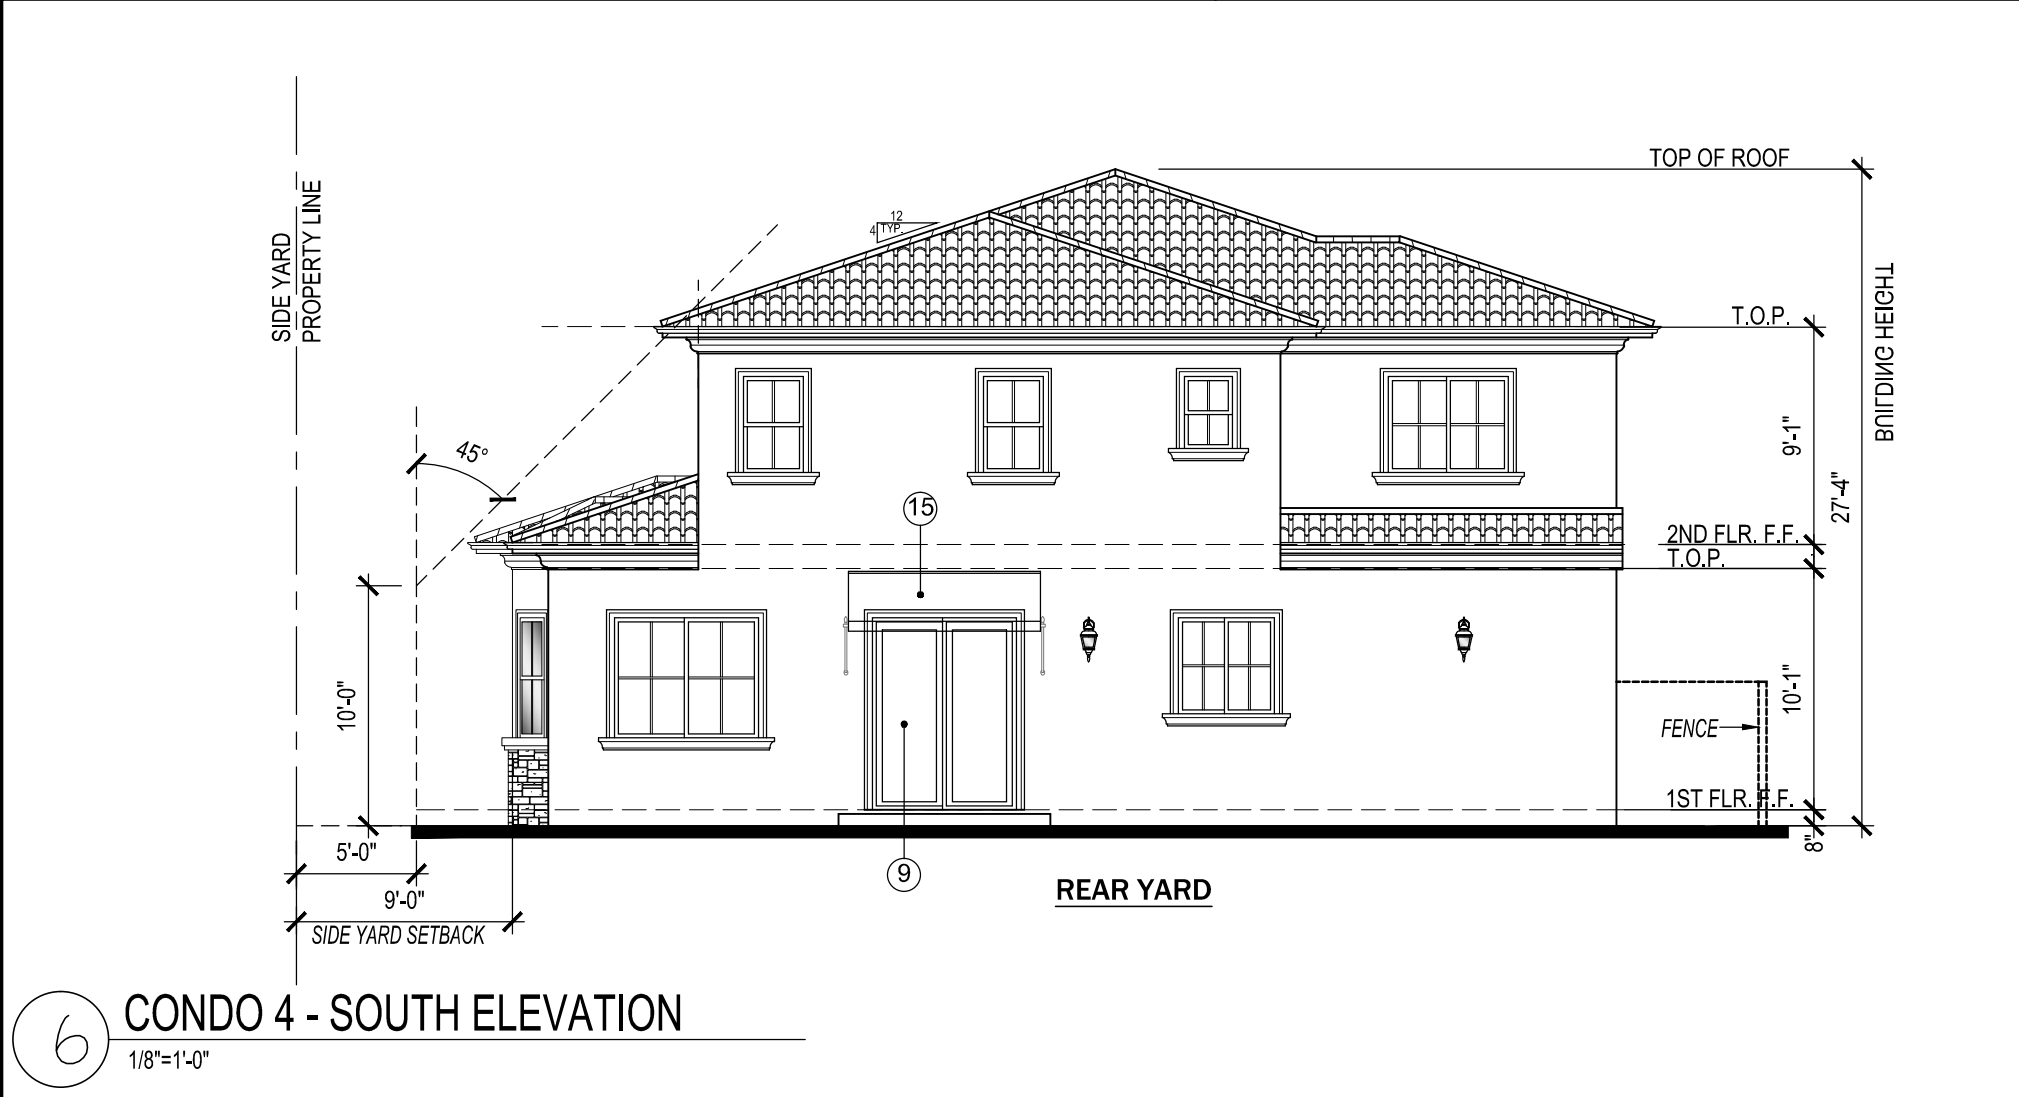 TOP OF ROOF
SIDE YARD
PROPERTY LINE
12
4
TYP.
BUILDING HEIGHT
T.O.P.
45°
9'-1"
27'-4"
15
2ND FLR. F.F.
T.O.P.
10'-0"
10'-1"
FENCE
1ST FLR. F.F.
8"
5'-0"
9
9'-0"
REAR YARD
SIDE YARD SETBACK
6
CONDO 4 - SOUTH ELEVATION
1/8"=1'-0"